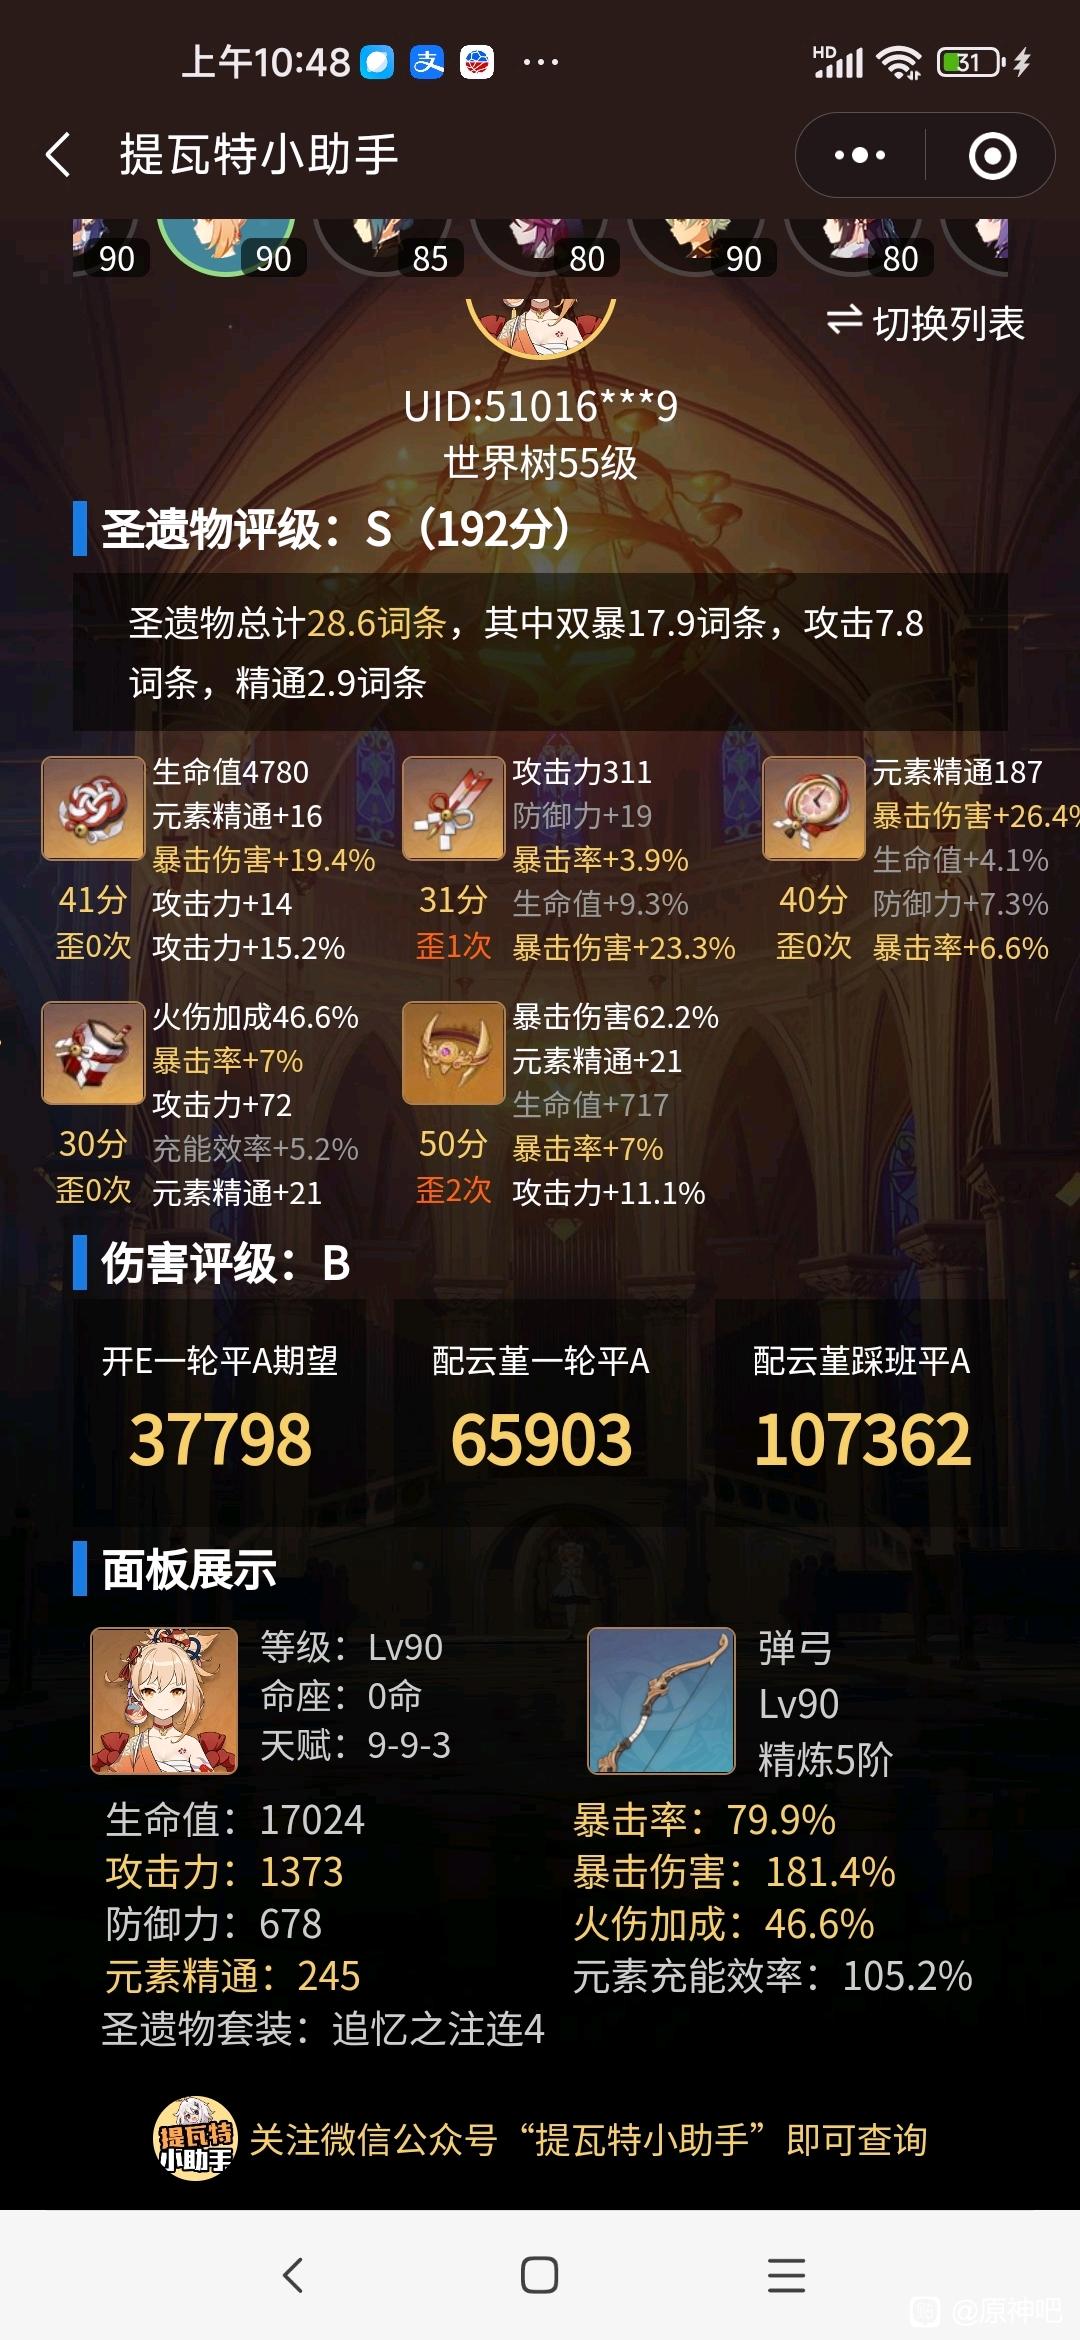 上午10:48 支 ··· HD 31
提瓦特小助手
90 90 85 80 90 80
切换列表
UID:51016***9
世界树55级
圣遗物评级：S（192分）
圣遗物总计28.6词条，其中双暴17.9词条，攻击7.8
词条，精通2.9词条
生命值4780
元素精通+16
暴击伤害+19.4%
攻击力+14
攻击力+15.2%
41分
歪0次
攻击力311
防御力+19
暴击率+3.9%
生命值+9.3%
暴击伤害+23.3%
31分
歪1次
元素精通187
暴击伤害+26.4%
生命值+4.1%
防御力+7.3%
暴击率+6.6%
40分
歪0次
火伤加成46.6%
暴击率+7%
攻击力+72
充能效率+5.2%
元素精通+21
30分
歪0次
暴击伤害62.2%
元素精通+21
生命值+717
暴击率+7%
攻击力+11.1%
50分
歪2次
伤害评级：B
开E一轮平A期望 配云堇一轮平A 配云堇踩班平A
37798 65903 107362
面板展示
等级：Lv90
命座：0命
天赋：9-9-3
弹弓
Lv90
精炼5阶
生命值：17024 暴击率：79.9%
攻击力：1373 暴击伤害：181.4%
防御力：678 火伤加成：46.6%
元素精通：245 元素充能效率：105.2%
圣遗物套装：追忆之注连4
提瓦特
小助手
关注微信公众号“提瓦特小助手”即可查询
贴 @原神吧